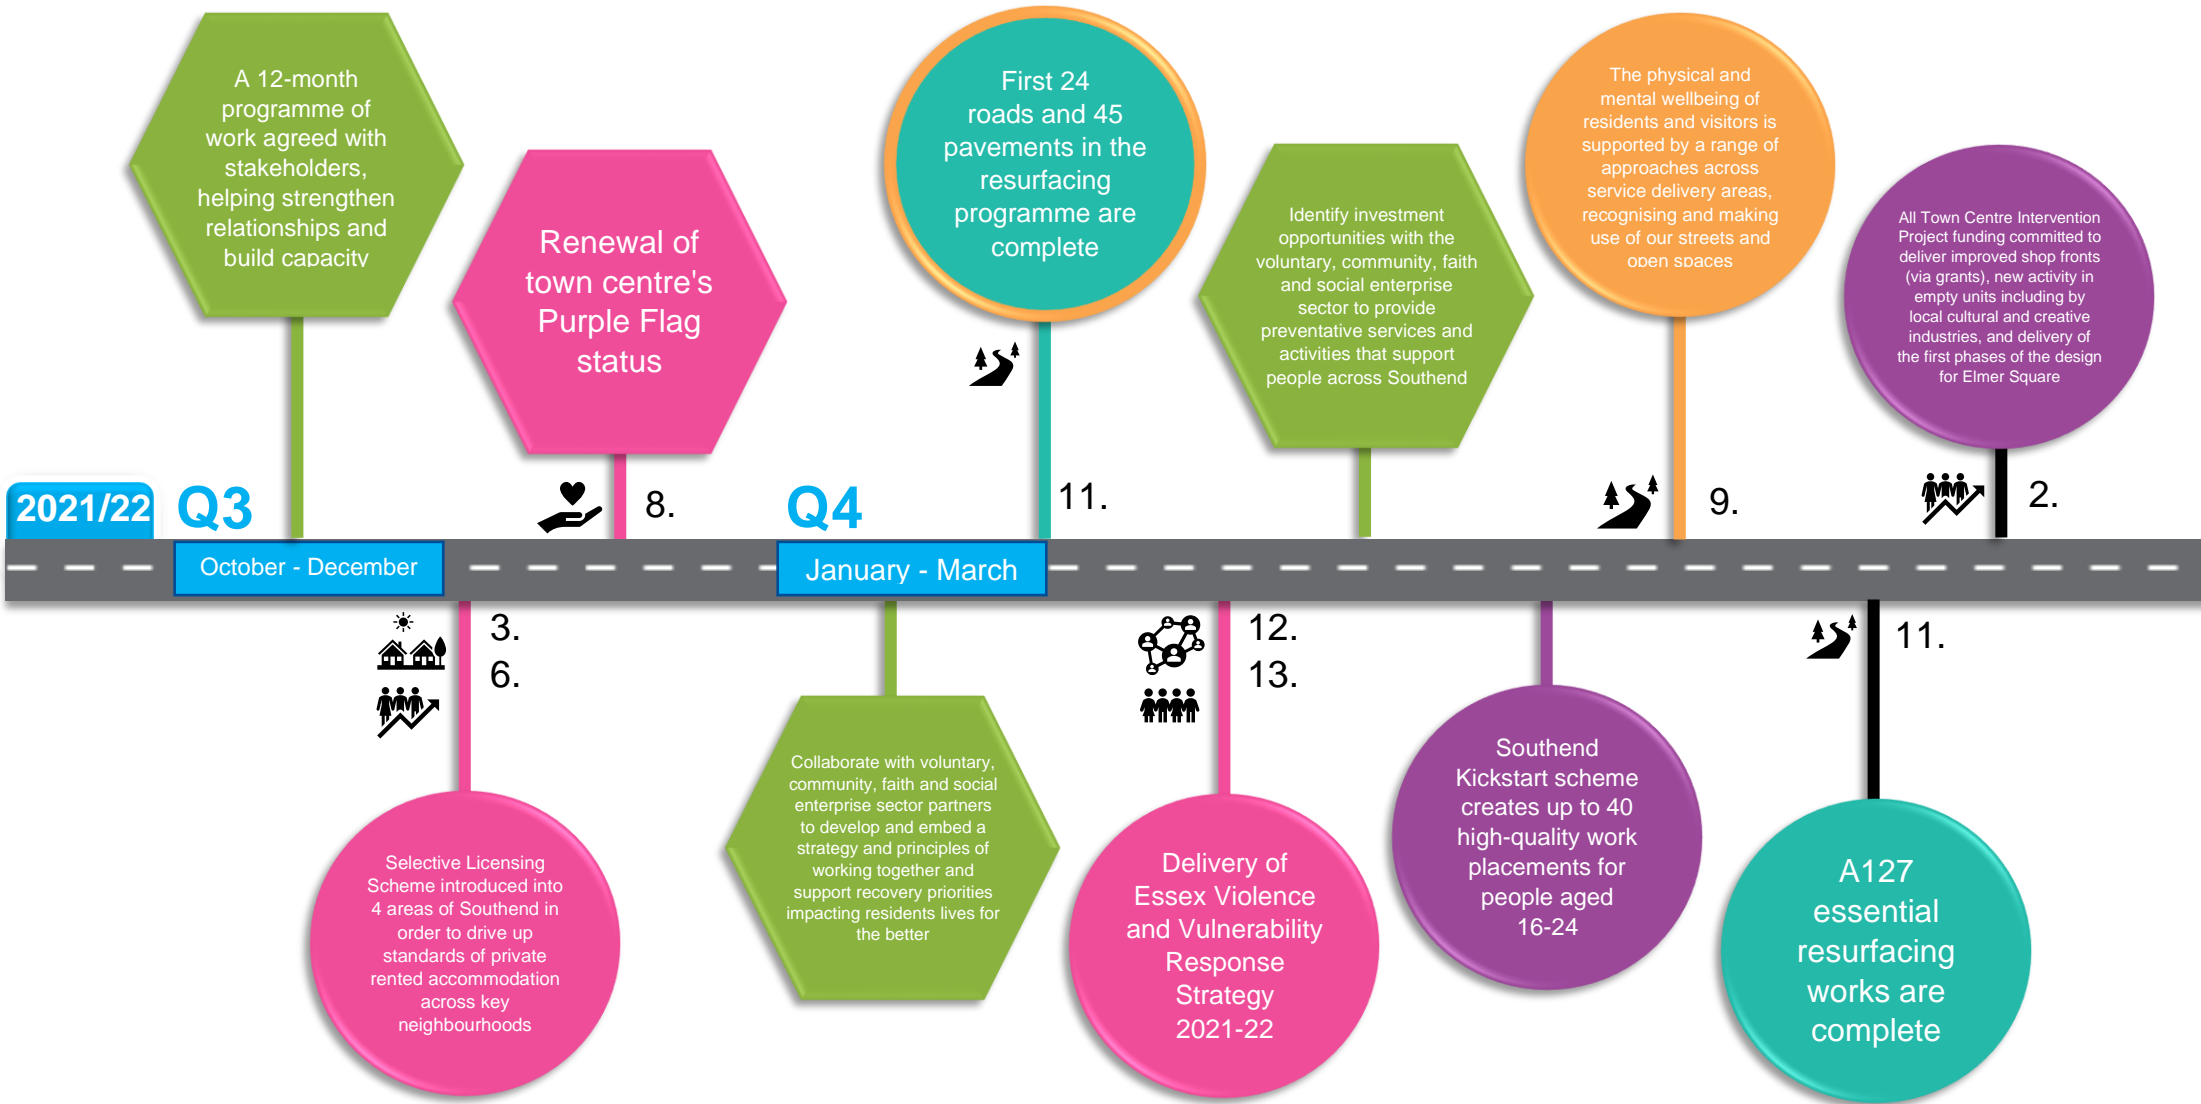 A 12-month
programme of
work agreed with
stakeholders,
helping strengthen
relationships and
build capacity
Renewal of
town centre's
Purple Flag
status
First 24
roads and 45
pavements in the
resurfacing
programme are
complete
Identify investment
opportunities with the
voluntary, community, faith
and social enterprise
sector to provide
preventative services and
activities that support
people across Southend
The physical and
mental wellbeing of
residents and visitors is
supported by a range of
approaches across
service delivery areas,
recognising and making
use of our streets and
open spaces
All Town Centre Intervention
Project funding committed to
deliver improved shop fronts
(via grants), new activity in
empty units including by
local cultural and creative
industries, and delivery of
the first phases of the design
for Elmer Square
2021/22
Q3
8.
Q4
11.
9.
2.
October - December
January - March
3.
6.
12.
13.
11.
Selective Licensing
Scheme introduced into
4 areas of Southend in
order to drive up
standards of private
rented accommodation
across key
neighbourhoods
Collaborate with voluntary,
community, faith and social
enterprise sector partners
to develop and embed a
strategy and principles of
working together and
support recovery priorities
impacting residents lives for
the better
Delivery of
Essex Violence
and Vulnerability
Response
Strategy
2021-22
Southend
Kickstart scheme
creates up to 40
high-quality work
placements for
people aged
16-24
A127
essential
resurfacing
works are
complete